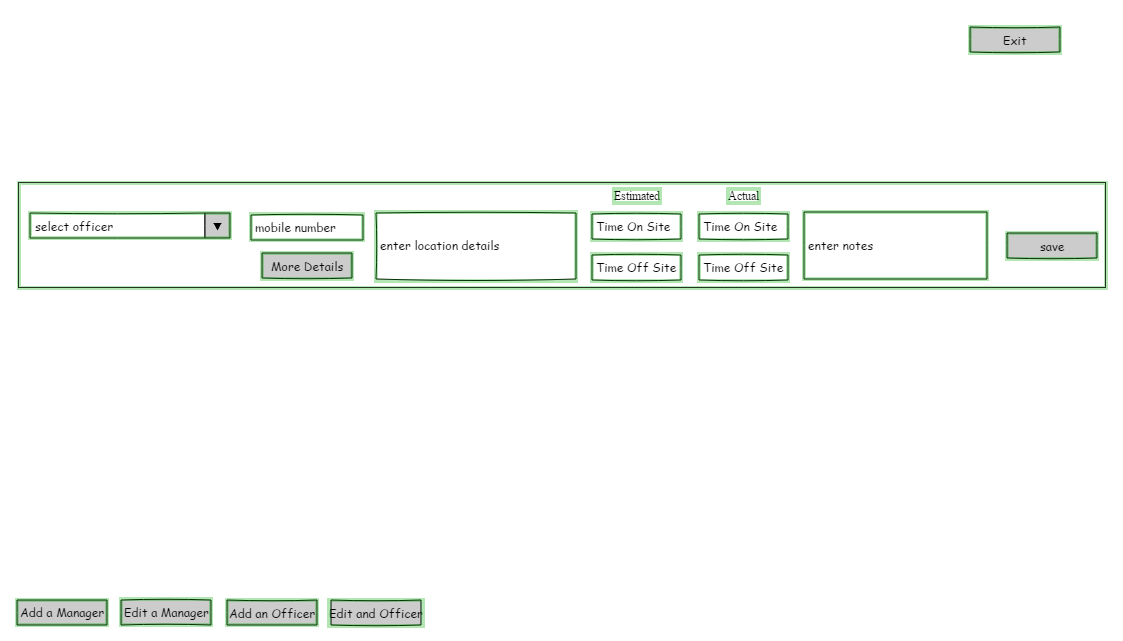 Exit
Estimated
Actual
select officer
mobile number
More Details
enter location details
Time On Site
Time On Site
Time Off Site
Time Off Site
enter notes
save
Add a Manager
Edit a Manager
Add an Officer
Edit and Officer